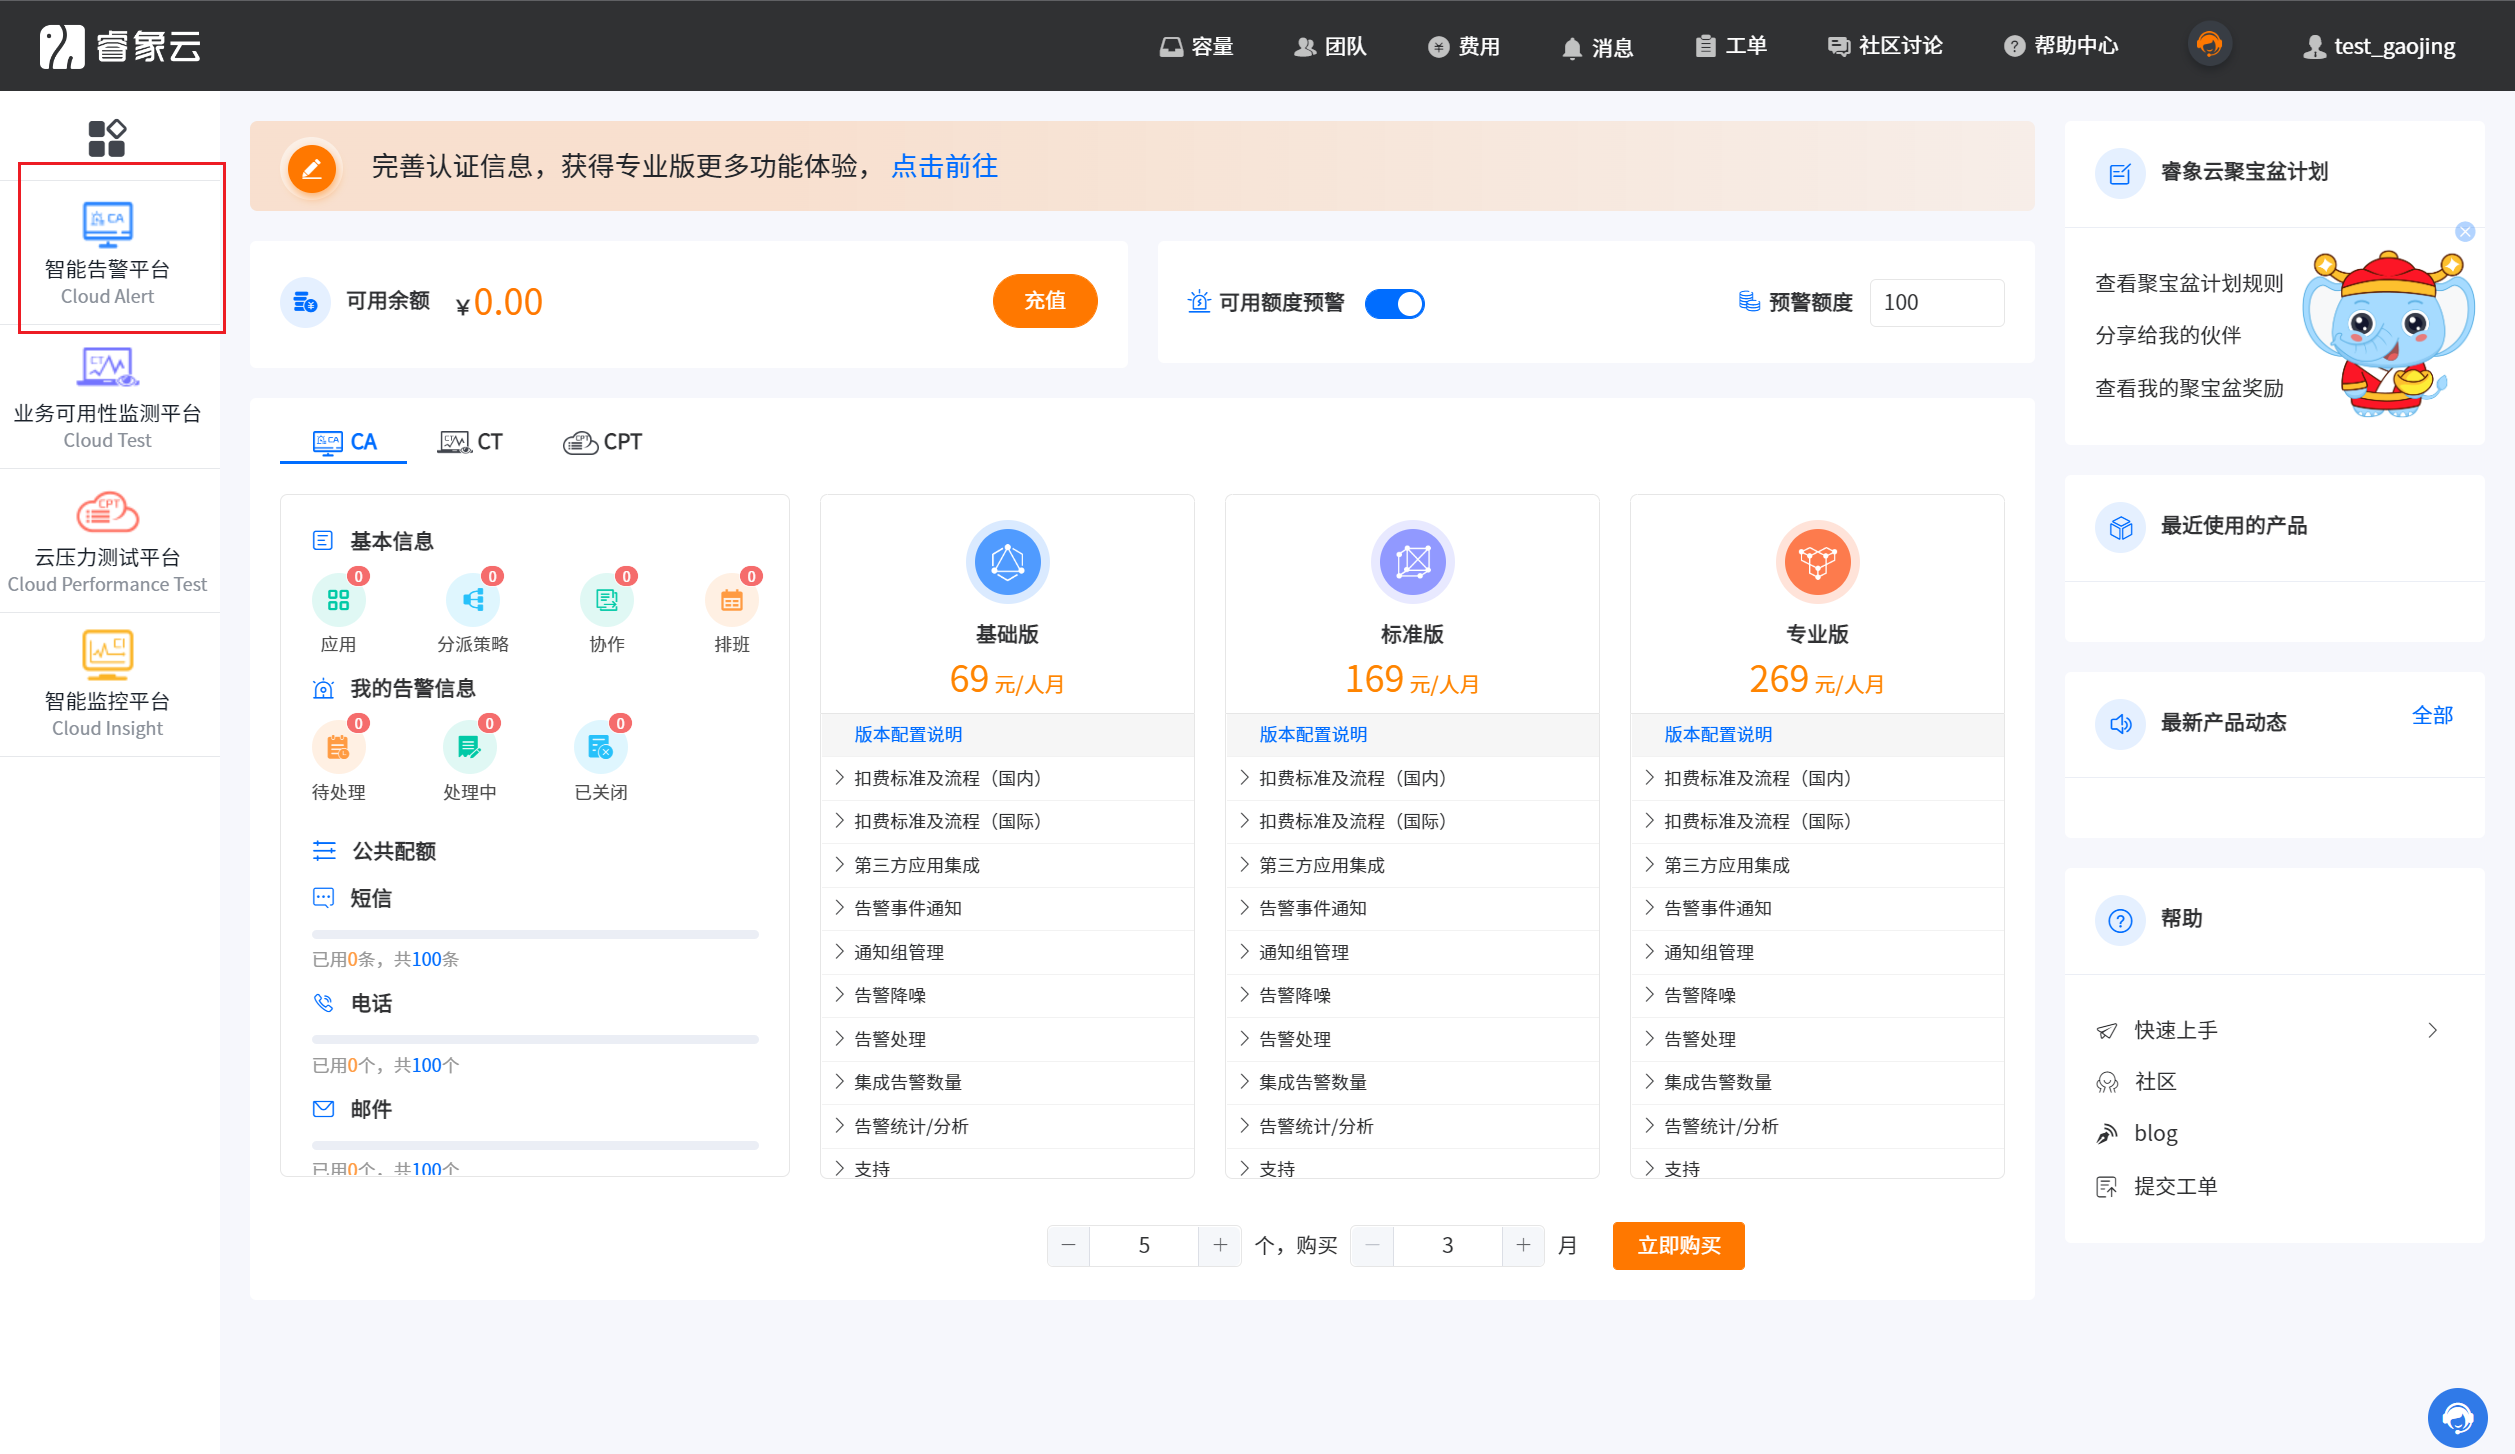 睿象云
容量
团队
费用
消息
工单
社区讨论
帮助中心
test_gaojing
CA
智能告警平台
Cloud Alert
CT
业务可用性监测平台
Cloud Test
CPT
云压力测试平台
Cloud Performance Test
CI
智能监控平台
Cloud Insight
完善认证信息，获得专业版更多功能体验， 点击前往
可用余额 ¥0.00
充值
可用额度预警
预警额度 100
CA
CT
CPT
基本信息
0 0 0 0
应用 分派策略 协作 排班
我的告警信息
0 0 0
待处理 处理中 已关闭
公共配额
短信
已用0条，共100条
电话
已用0个，共100个
邮件
已用0个，共100个
基础版
69 元/人月
版本配置说明
扣费标准及流程（国内）
扣费标准及流程（国际）
第三方应用集成
告警事件通知
通知组管理
告警降噪
告警处理
集成告警数量
告警统计/分析
支持
标准版
169 元/人月
版本配置说明
扣费标准及流程（国内）
扣费标准及流程（国际）
第三方应用集成
告警事件通知
通知组管理
告警降噪
告警处理
集成告警数量
告警统计/分析
支持
专业版
269 元/人月
版本配置说明
扣费标准及流程（国内）
扣费标准及流程（国际）
第三方应用集成
告警事件通知
通知组管理
告警降噪
告警处理
集成告警数量
告警统计/分析
支持
5 个，购买 3 月 立即购买
睿象云聚宝盆计划
查看聚宝盆计划规则
分享给我的伙伴
查看我的聚宝盆奖励
最近使用的产品
最新产品动态 全部
帮助
快速上手
社区
blog
提交工单